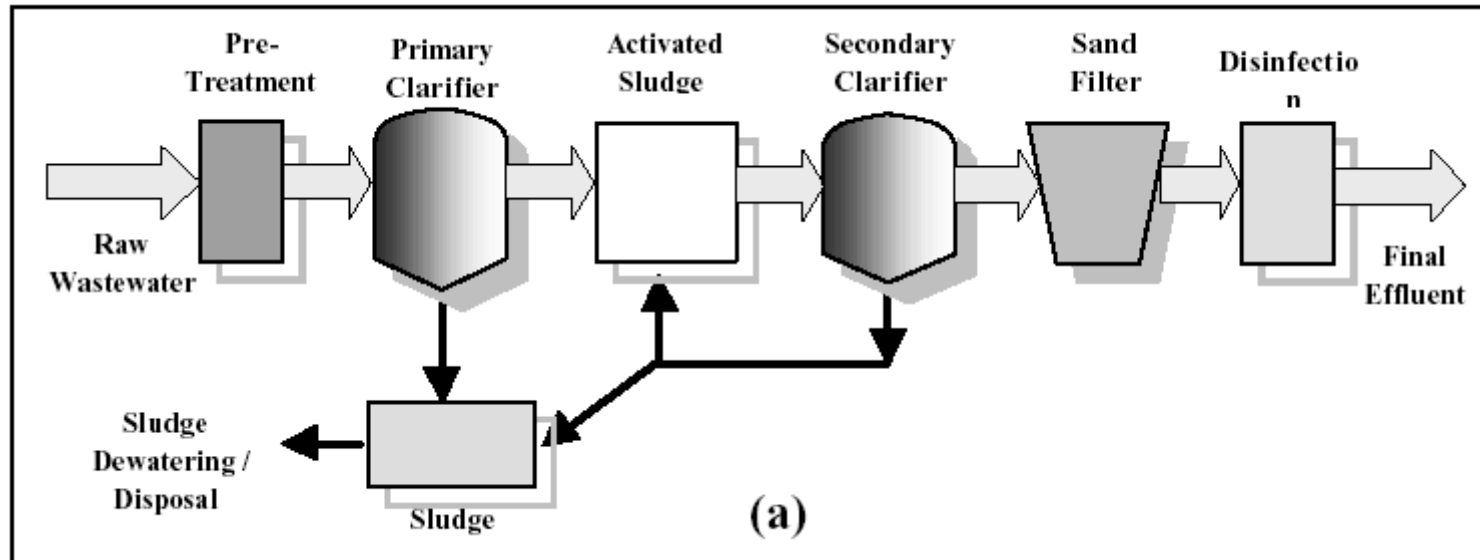 Pre-
Treatment
Primary
Clarifier
Activated
Sludge
Secondary
Clarifier
Sand
Filter
Disinfectio
n
Raw
Wastewater
Final
Effluent
Sludge
Dewatering /
Disposal
Sludge
(a)